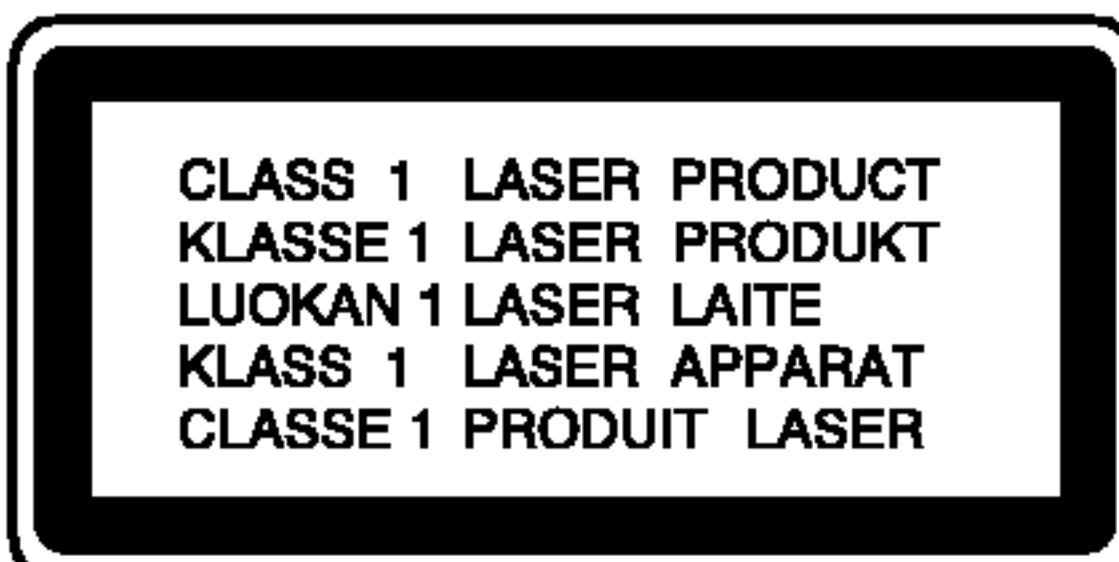 CLASS 1 LASER PRODUCT
KLASSE 1 LASER PRODUKT
LUOKAN 1 LASER LAITE
KLASS 1 LASER APPARAT
CLASSE 1 PRODUIT LASER